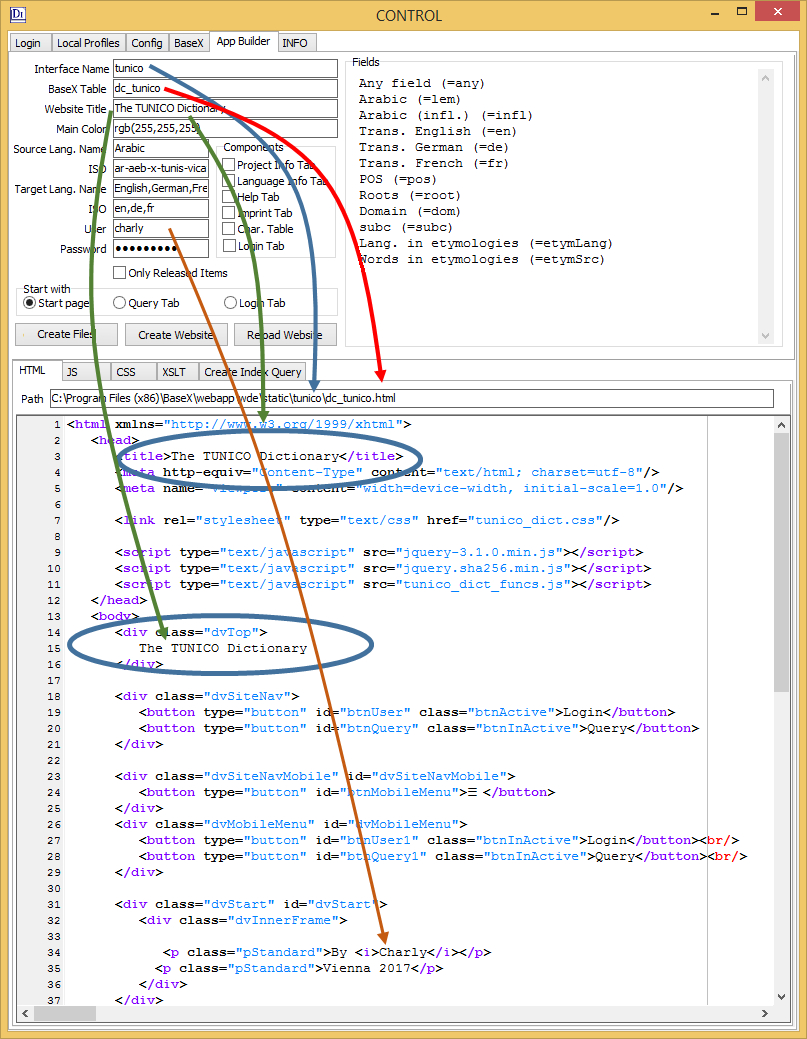 CONTROL
Login Local Profiles Config BaseX App Builder INFO
Interface Name tunico
BaseX Table dc_tunico
Website Title The TUNICO Dictionary
Main Color rgb(255,255,255)
Source Lang. Name Arabic
ISO ar-aeb-x-tunis-vica
Target Lang. Name English,German,Fre
ISO en,de,fr
User charly
Password ●●●●●●●●●
Components
Project Info Tab
Language Info Tab
Help Tab
Imprint Tab
Char. Table
Login Tab
Only Released Items
Start with
Start page Query Tab Login Tab
Create Files Create Website Reload Website
Fields
Any field (=any)
Arabic (=lem)
Arabic (infl.) (=infl)
Trans. English (=en)
Trans. German (=de)
Trans. French (=fr)
POS (=pos)
Roots (=root)
Domain (=dom)
subc (=subc)
Lang. in etymologies (=etymLang)
Words in etymologies (=etymSrc)
HTML JS CSS XSLT Create Index Query
Path C:\Program Files (x86)\BaseX\webapp\wde\static\tunico\dc_tunico.html
1 <html xmlns="http://www.w3.org/1999/xhtml">
2 <head>
3 <title>The TUNICO Dictionary</title>
4 <meta http-equiv="Content-Type" content="text/html; charset=utf-8"/>
5 <meta name="viewport" content="width=device-width, initial-scale=1.0"/>
6
7 <link rel="stylesheet" type="text/css" href="tunico_dict.css"/>
8
9 <script type="text/javascript" src="jquery-3.1.0.min.js"></script>
10 <script type="text/javascript" src="jquery.sha256.min.js"></script>
11 <script type="text/javascript" src="tunico_dict_funcs.js"></script>
12 </head>
13 <body>
14 <div class="dvTop">
15 The TUNICO Dictionary
16 </div>
17
18 <div class="dvSiteNav">
19 <button type="button" id="btnUser" class="btnActive">Login</button>
20 <button type="button" id="btnQuery" class="btnInActive">Query</button>
21 </div>
22
23 <div class="dvSiteNavMobile" id="dvSiteNavMobile">
24 <button type="button" id="btnMobileMenu">☰ </button>
25 </div>
26 <div class="dvMobileMenu" id="dvMobileMenu">
27 <button type="button" id="btnUser1" class="btnInActive">Login</button><br/>
28 <button type="button" id="btnQuery1" class="btnInActive">Query</button><br/>
29 </div>
30
31 <div class="dvStart" id="dvStart">
32 <div class="dvInnerFrame">
33
34 <p class="pStandard">By <i>Charly</i></p>
35 <p class="pStandard">Vienna 2017</p>
36 </div>
37 </div>